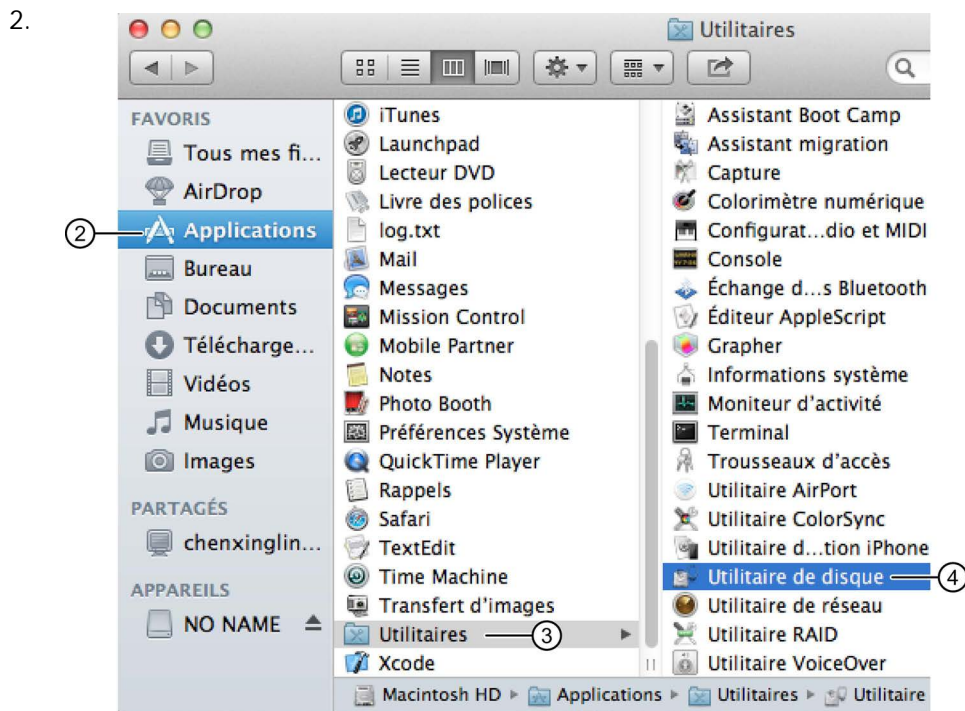 2.
Utilitaires
FAVORIS
Tous mes fi...
AirDrop
② Applications
Bureau
Documents
Télécharge...
Vidéos
Musique
Images
PARTAGÉS
chenxinglin...
APPAREILS
NO NAME
iTunes
Launchpad
Lecteur DVD
Livre des polices
log.txt
Mail
Messages
Mission Control
Mobile Partner
Notes
Photo Booth
Préférences Système
QuickTime Player
Rappels
Safari
TextEdit
Time Machine
Transfert d'images
Utilitaires ③
Xcode
Assistant Boot Camp
Assistant migration
Capture
Colorimètre numérique
Configurat...dio et MIDI
Console
Échange d...s Bluetooth
Éditeur AppleScript
Grapher
Informations système
Moniteur d'activité
Terminal
Trousseaux d'accès
Utilitaire AirPort
Utilitaire ColorSync
Utilitaire d...tion iPhone
Utilitaire de disque ④
Utilitaire de réseau
Utilitaire RAID
Utilitaire VoiceOver
Macintosh HD ▸ Applications ▸ Utilitaires ▸ Utilitaire